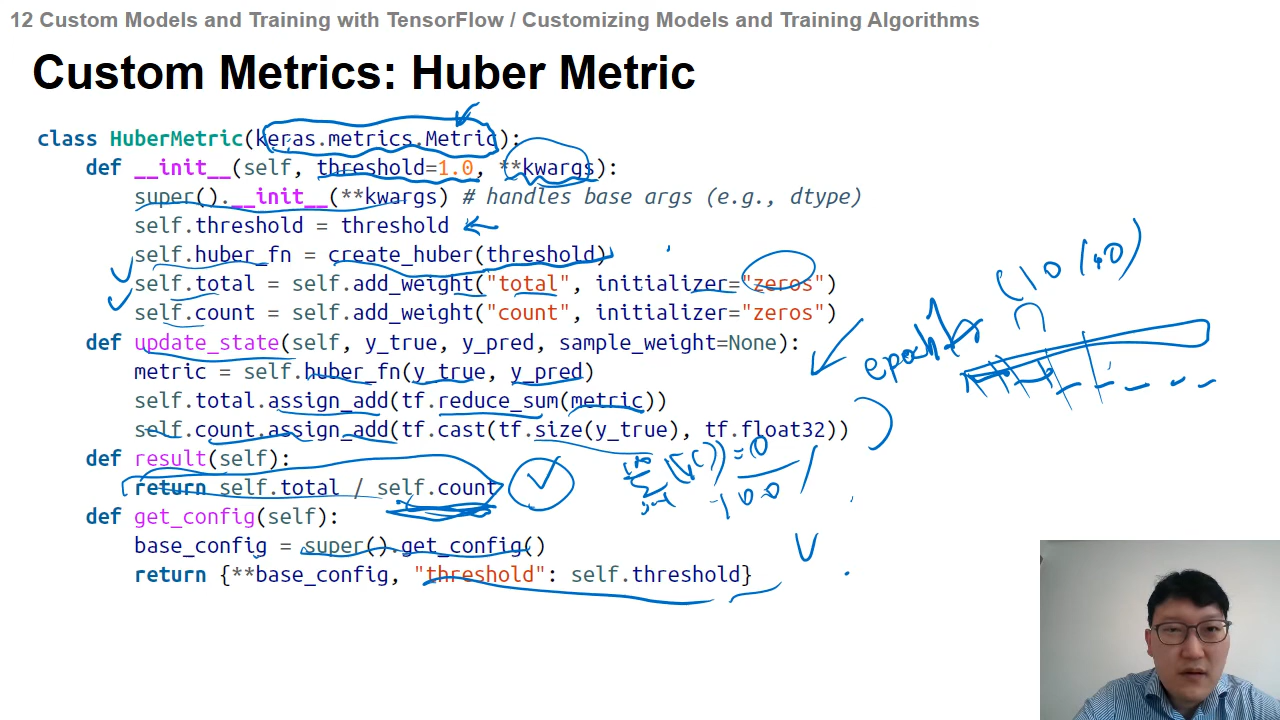 12 Custom Models and Training with TensorFlow / Customizing Models and Training Algorithms
Custom Metrics: Huber Metric
class HuberMetric(keras.metrics.Metric):
def __init__(self, threshold=1.0, **kwargs):
super().__init__(**kwargs) # handles base args (e.g., dtype)
self.threshold = threshold
self.huber_fn = create_huber(threshold)
self.total = self.add_weight("total", initializer="zeros")
self.count = self.add_weight("count", initializer="zeros")
def update_state(self, y_true, y_pred, sample_weight=None):
metric = self.huber_fn(y_true, y_pred)
self.total.assign_add(tf.reduce_sum(metric))
self.count.assign_add(tf.cast(tf.size(y_true), tf.float32))
def result(self):
return self.total / self.count
def get_config(self):
base_config = super().get_config()
return {**base_config, "threshold": self.threshold}
epoch